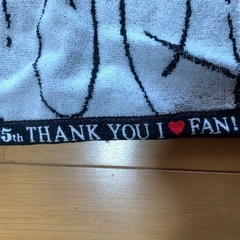 5th THANK YOU I ❤ FAN!